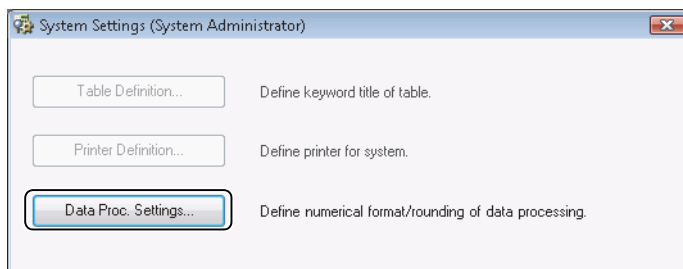 System Settings (System Administrator)
Table Definition... Define keyword title of table.
Printer Definition... Define printer for system.
Data Proc. Settings... Define numerical format/rounding of data processing.